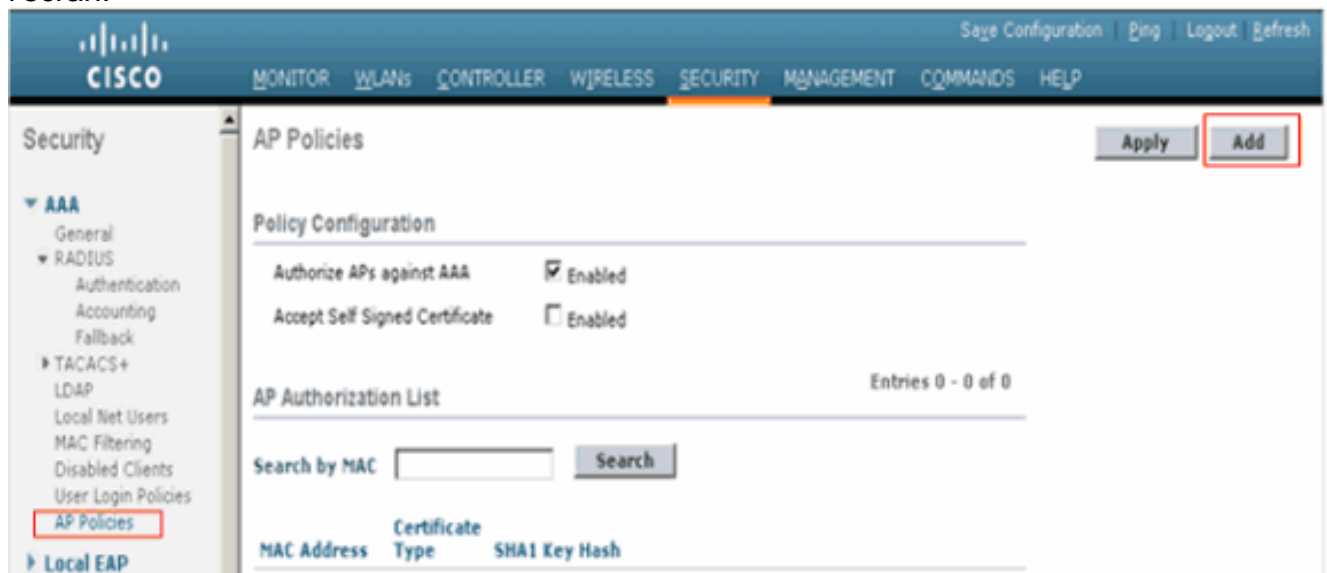 l'écran.
Save Configuration | Ping | Logout | Refresh
CISCO
MONITOR WLANs CONTROLLER WIRELESS SECURITY MANAGEMENT COMMANDS HELP
Security
AAA
General
RADIUS
Authentication
Accounting
Fallback
TACACS+
LDAP
Local Net Users
MAC Filtering
Disabled Clients
User Login Policies
AP Policies
Local EAP
AP Policies
Apply
Add
Policy Configuration
Authorize APs against AAA Enabled
Accept Self Signed Certificate Enabled
AP Authorization List
Entries 0 - 0 of 0
Search by MAC Search
MAC Address Certificate Type SHA1 Key Hash